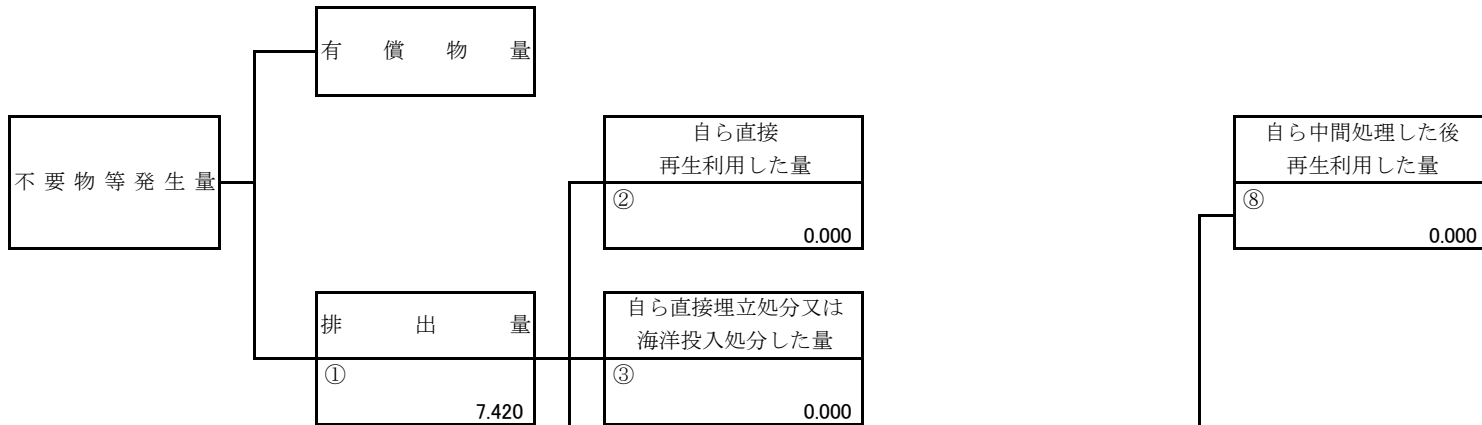 有償物量
自ら直接
再生利用した量
②
0.000
自ら中間処理した後
再生利用した量
⑧
0.000
不要物等発生量
排出量
①
7.420
自ら直接埋立処分又は
海洋投入処分した量
③
0.000